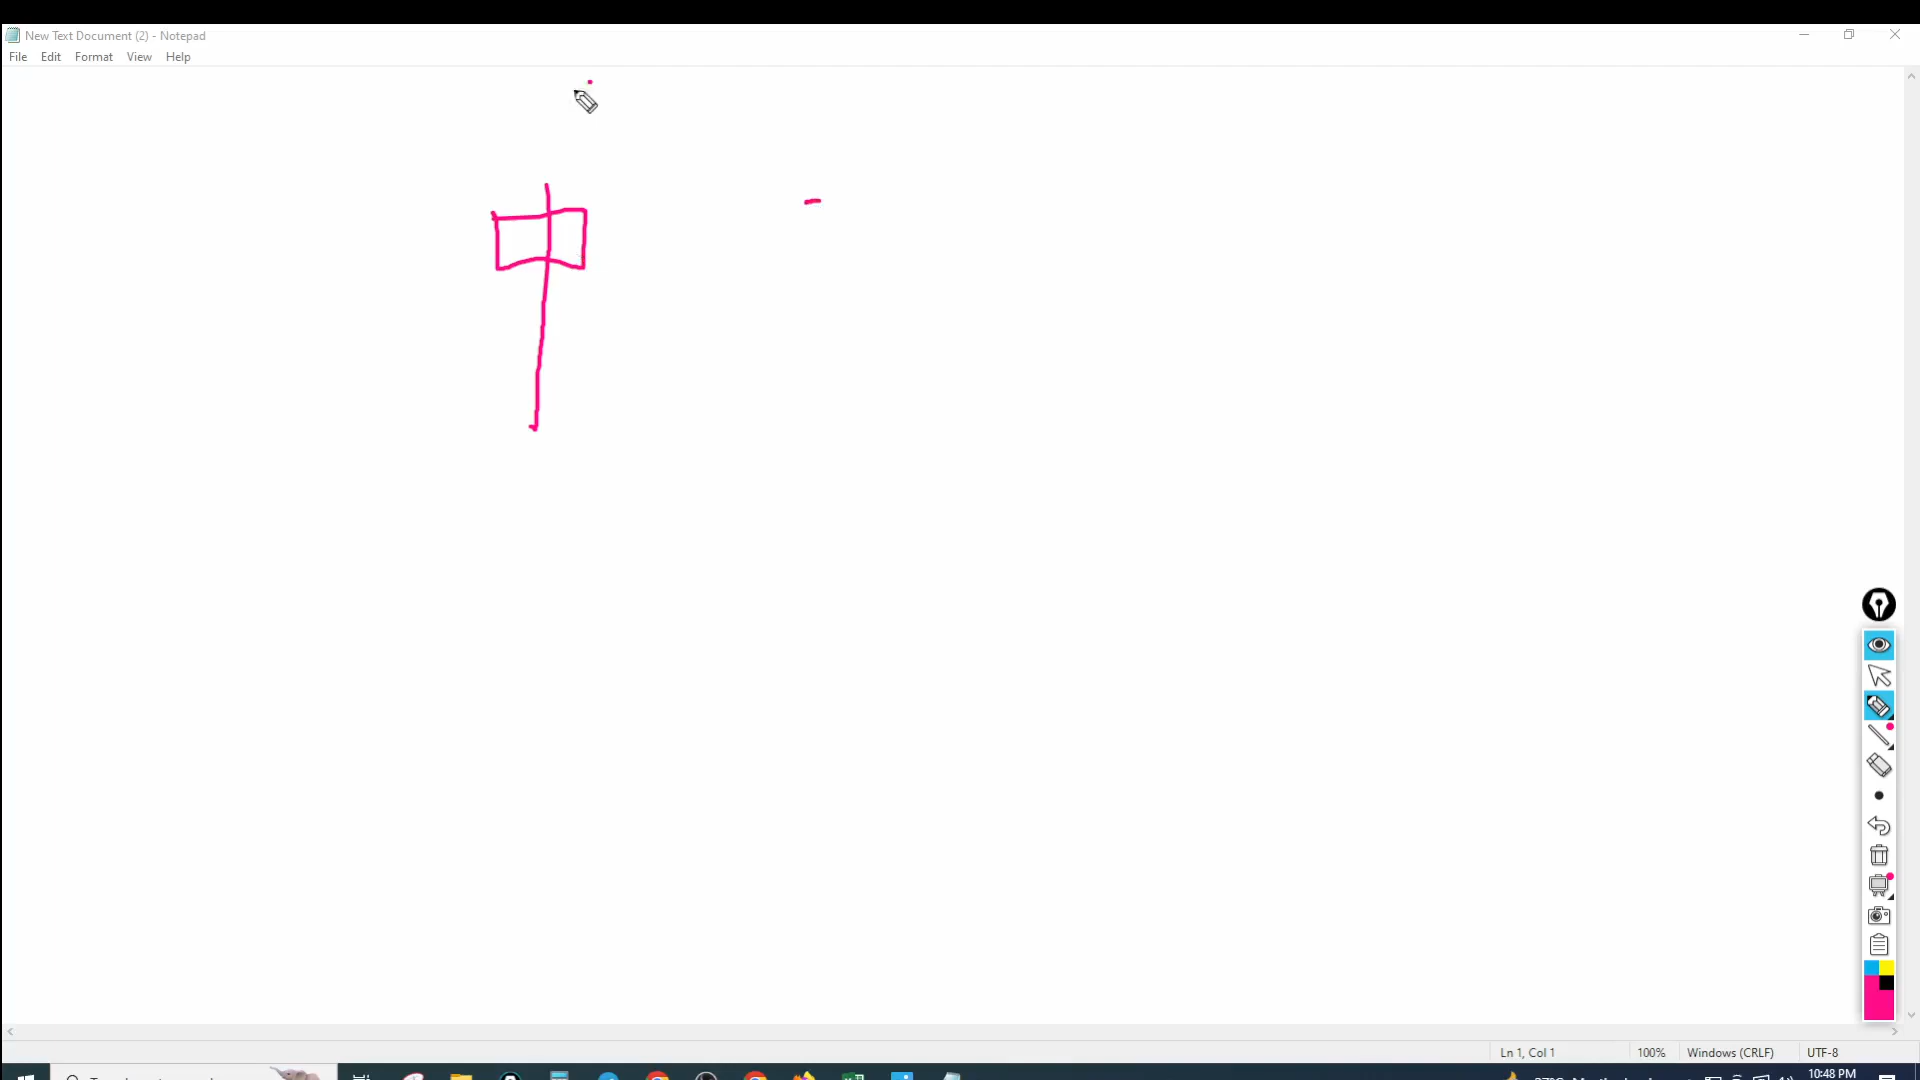 New Text Document (2) - Notepad
File Edit Format View Help
Ln 1, Col 1 100% Windows (CRLF) UTF-8
10:48 PM